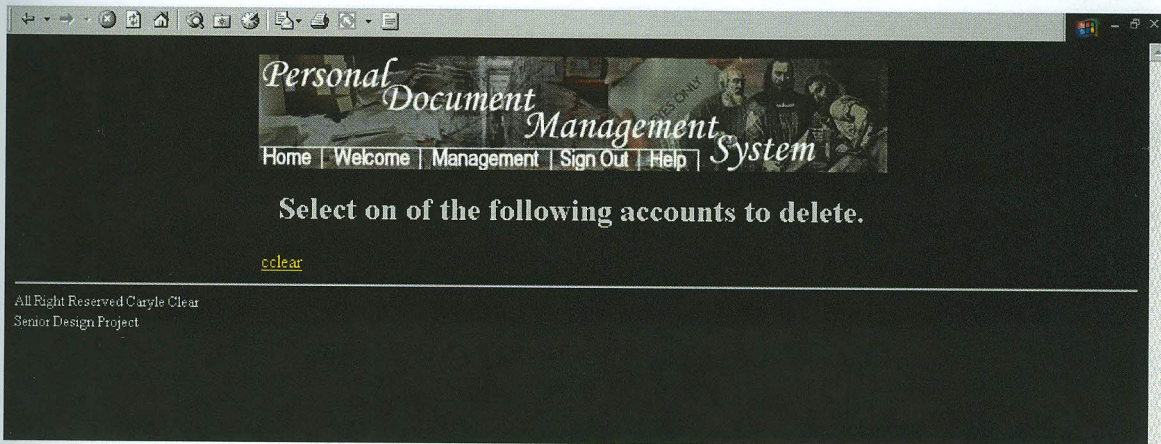 Personal
Document
Management
System
Home | Welcome | Management | Sign Out | Help |
Select on of the following accounts to delete.
cclear
All Right Reserved Caryle Clear
Senior Design Project